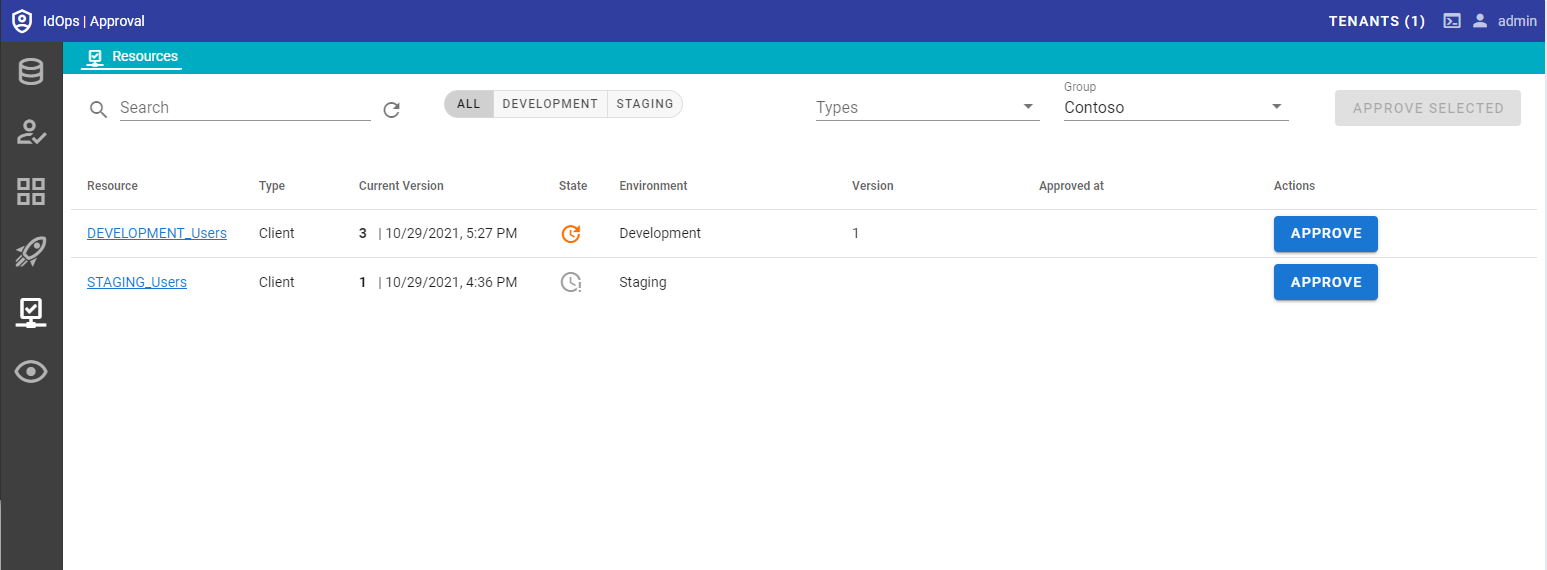 IdOps | Approval TENANTS (1) admin
Resources
Group
Search ALL DEVELOPMENT STAGING Types Contoso APPROVE SELECTED
Resource Type Current Version State Environment Version Approved at Actions
DEVELOPMENT_Users Client 3 | 10/29/2021, 5:27 PM Development 1 APPROVE
STAGING_Users Client 1 | 10/29/2021, 4:36 PM Staging APPROVE